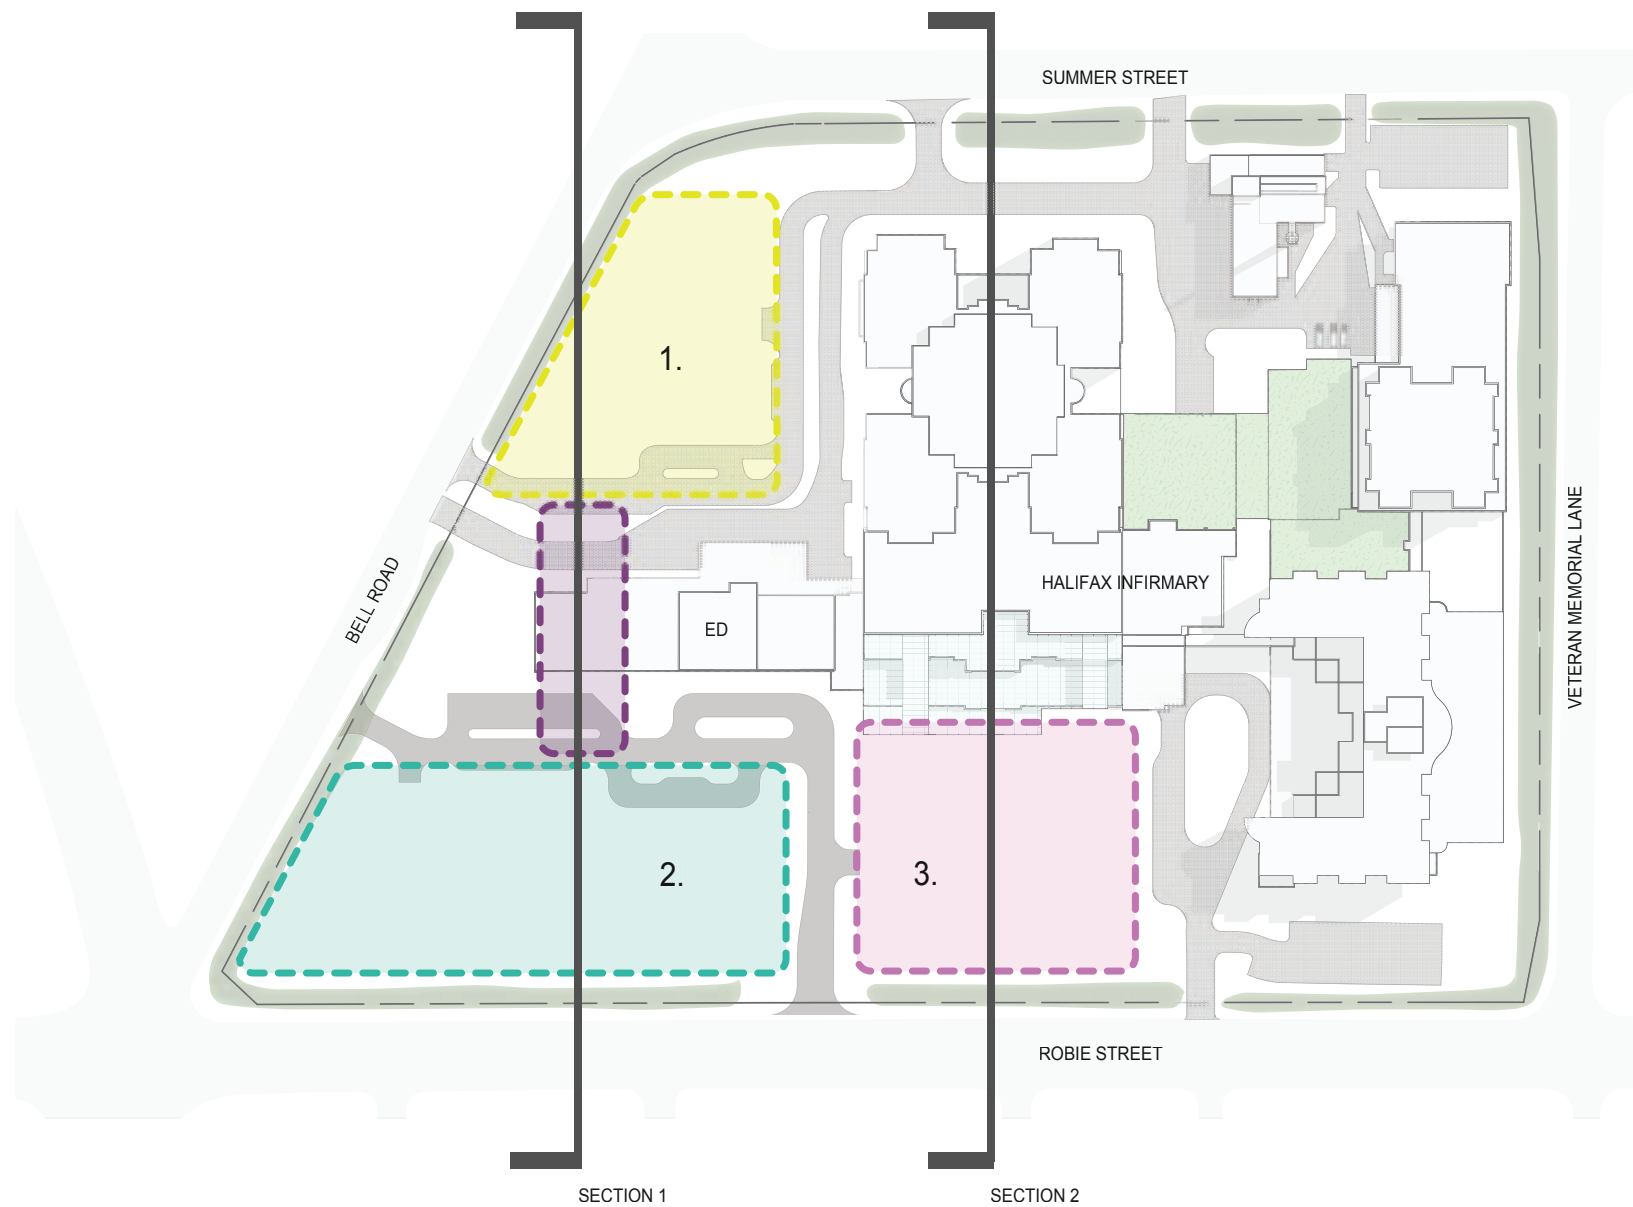 SUMMER STREET
1.
BELL ROAD
HALIFAX INFIRMARY
ED
VETERAN MEMORIAL LANE
2.
3.
ROBIE STREET
SECTION 1
SECTION 2